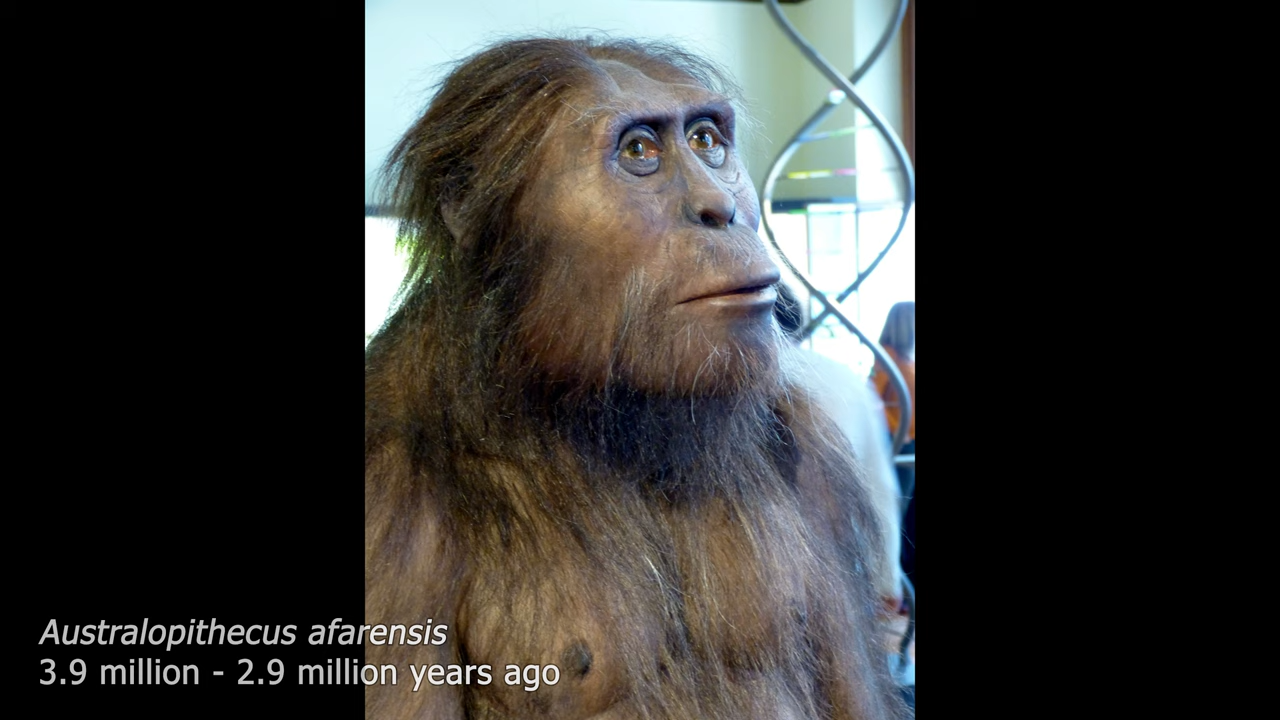 Australopithecus afarensis
3.9 million - 2.9 million years ago